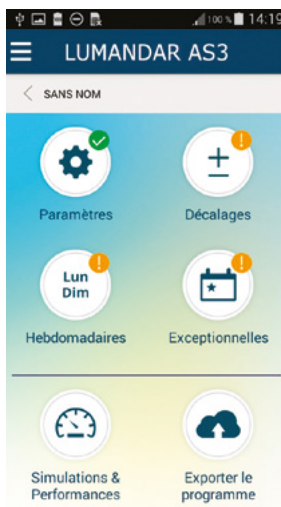 100 % 14:19
LUMANDAR AS3
SANS NOM
Paramètres
Décalages
Lun
Dim
Hebdomadaires
Exceptionnelles
Simulations &
Performances
Exporter le
programme